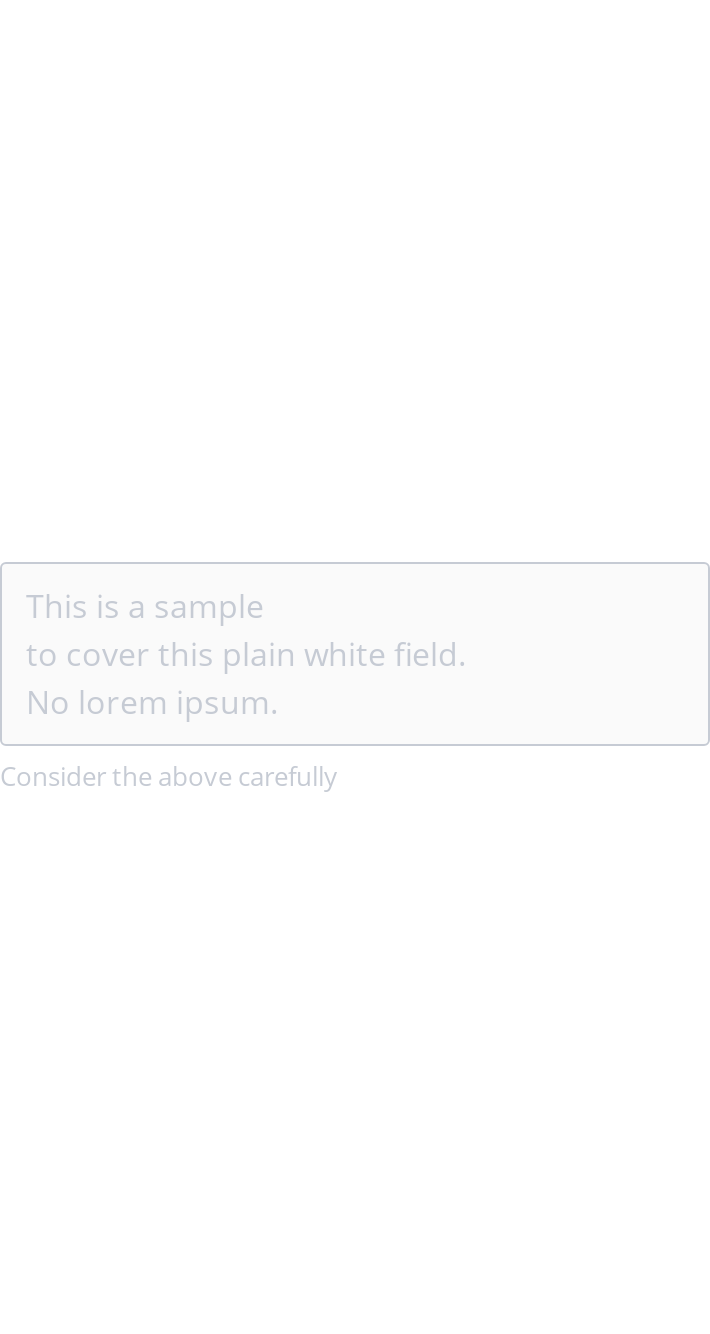 This is a sample
to cover this plain white field.
No lorem ipsum.
Consider the above carefully